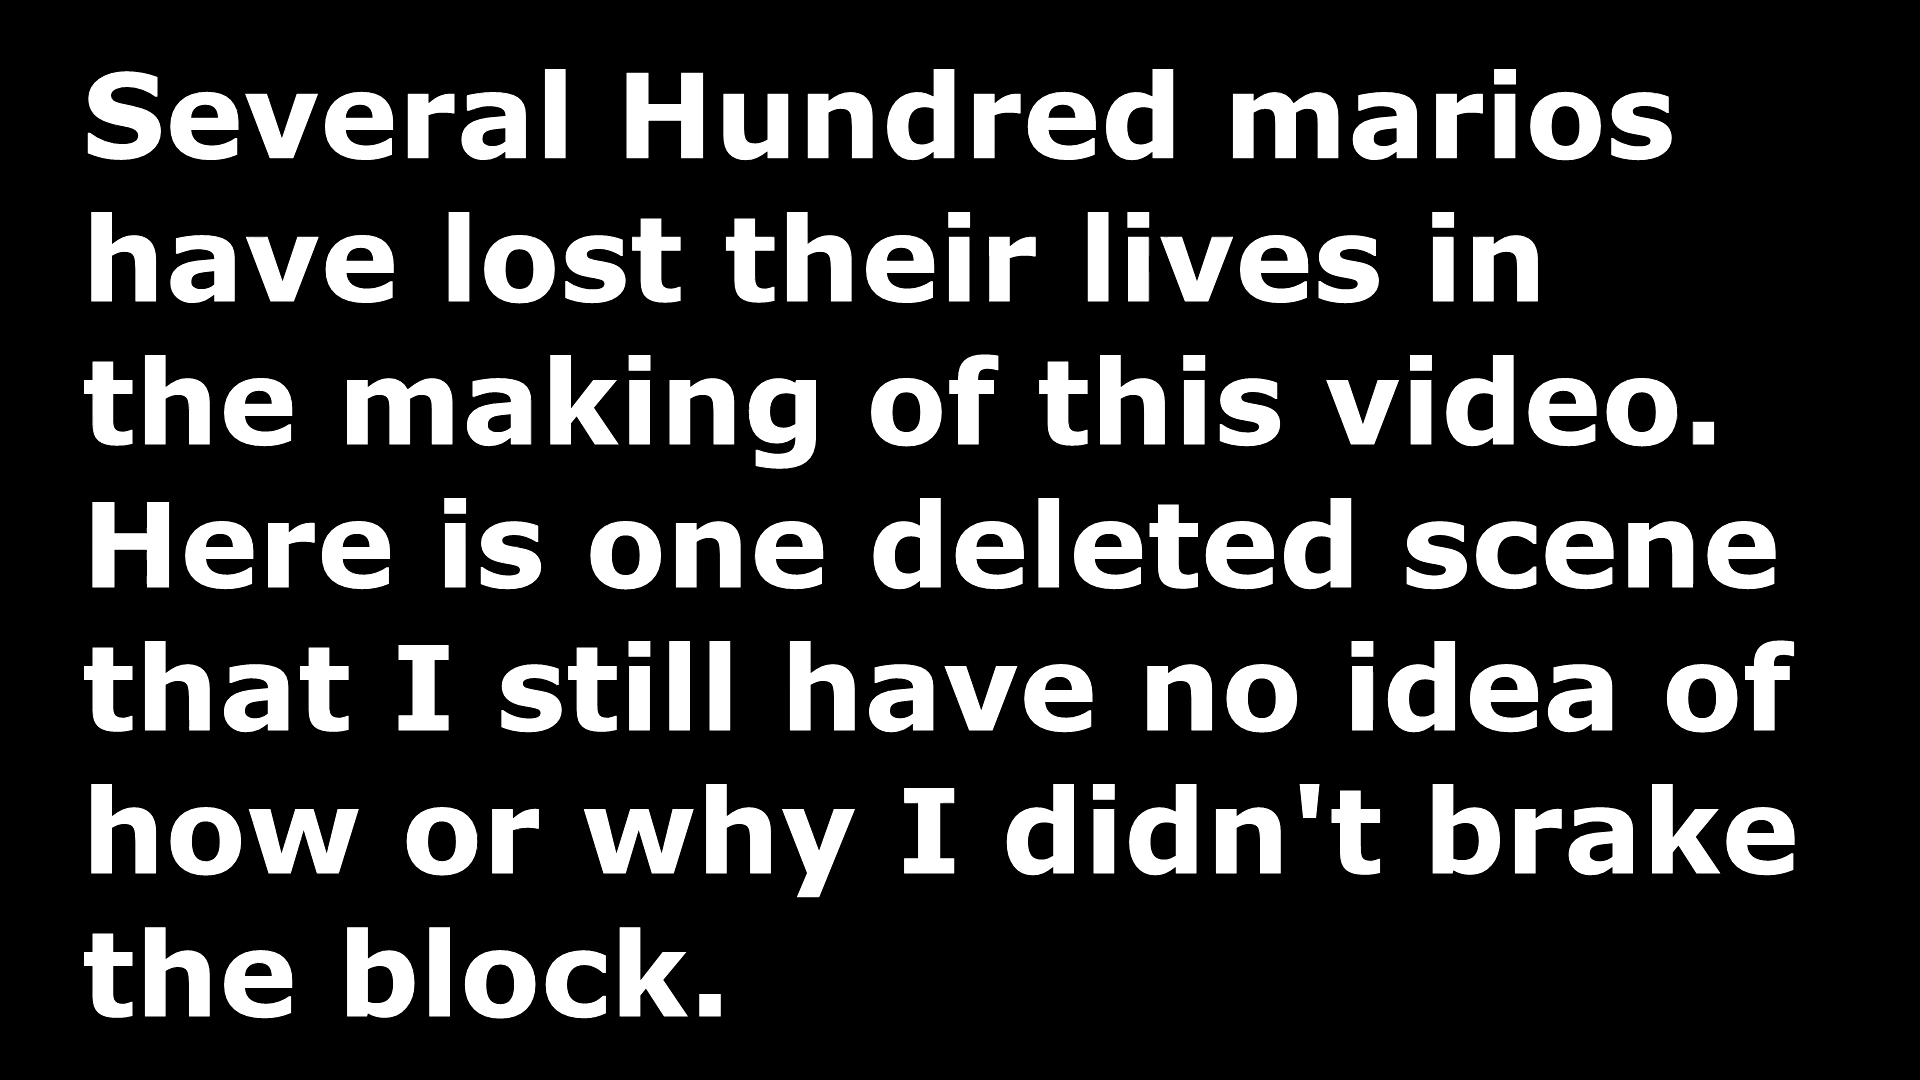 Several Hundred marios
have lost their lives in
the making of this video.
Here is one deleted scene
that I still have no idea of
how or why I didn't brake
the block.